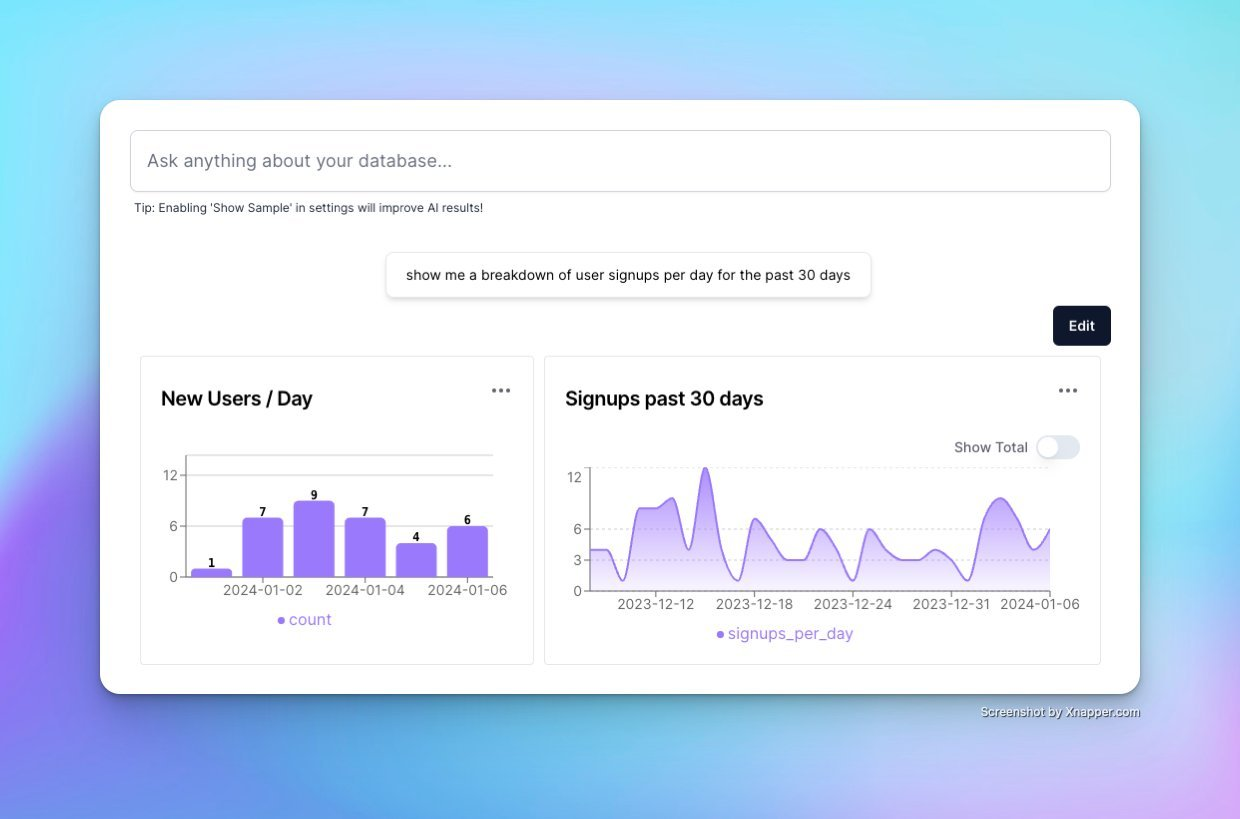 Ask anything about your database...
Tip: Enabling 'Show Sample' in settings will improve AI results!
show me a breakdown of user signups per day for the past 30 days
Edit
New Users / Day
12
6
0
1
7
9
7
4
6
2024-01-02 2024-01-04 2024-01-06
count
Signups past 30 days
Show Total
12
6
3
0
2023-12-12 2023-12-18 2023-12-24 2023-12-31 2024-01-06
signups_per_day
Screenshot by Xnapper.com